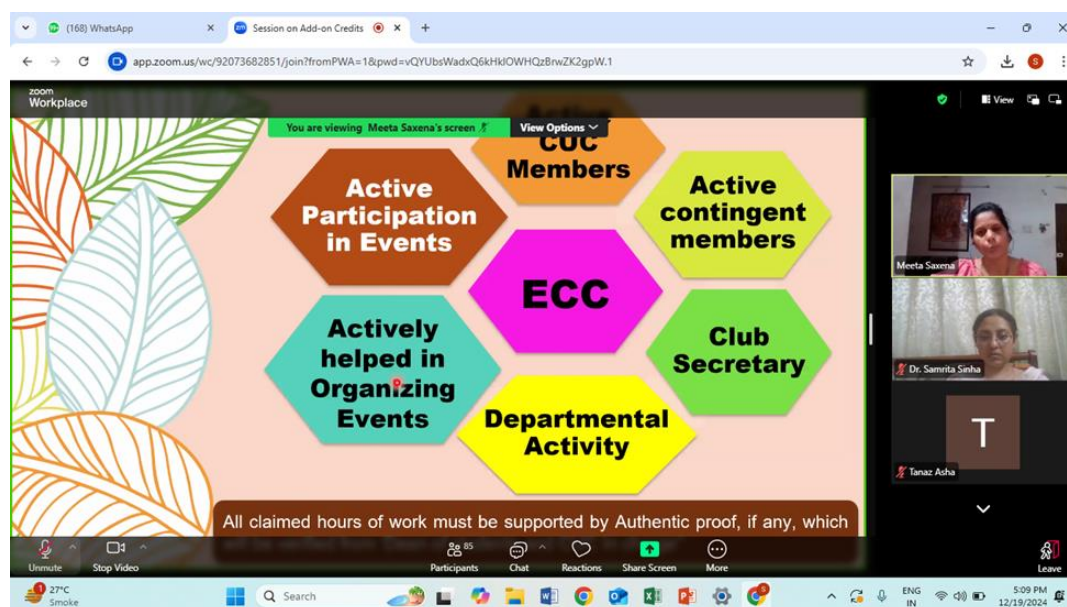 (168) WhatsApp
Session on Add-on Credits
app.zoom.us/wc/92073682851/join?fromPWA=1&pwd=vQYUbsWadxQ6kHklOWHQzBrwZK2gpW.1
S
zoom
Workplace
View
You are viewing Meeta Saxena's screen
View Options
CUC
Members
Active
Participation
in Events
Active
contingent
members
ECC
Actively
helped in
Organizing
Events
Club
Secretary
Departmental
Activity
All claimed hours of work must be supported by Authentic proof, if any, which
Meeta Saxena
Dr. Samrita Sinha
T
Tanaz Asha
Unmute
Stop Video
Participants
85
Chat
Reactions
Share Screen
More
Leave
1
27°C
Smoke
Search
ENG
IN
5:09 PM
12/19/2024